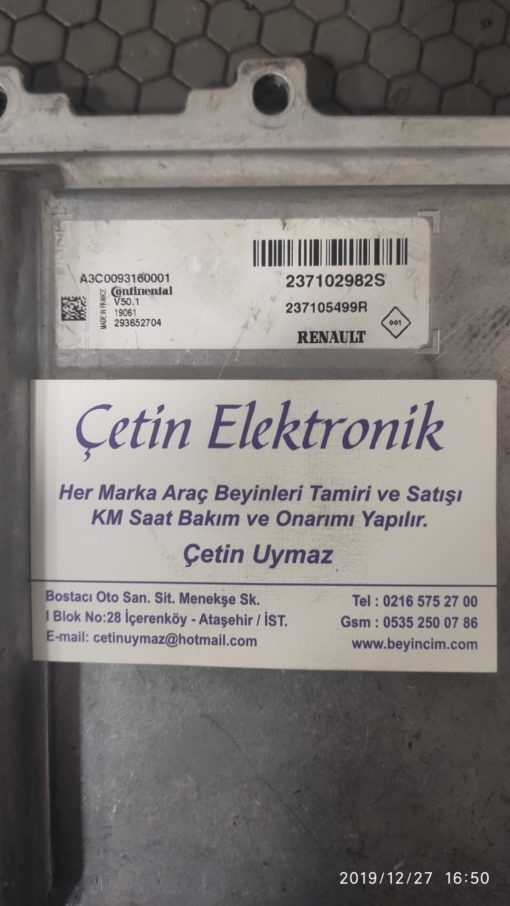 A3C0093160001
Continental
V50.1
19061
293652704
MADE IN FRANCE
237102982S
237105499R
RENAULT
001
Çetin Elektronik
Her Marka Araç Beyinleri Tamiri ve Satışı
KM Saat Bakım ve Onarımı Yapılır.
Çetin Uymaz
Bostacı Oto San. Sit. Menekşe Sk.
I Blok No:28 İçerenköy - Ataşehir / İST.
E-mail: cetinuymaz@hotmail.com
Tel : 0216 575 27 00
Gsm : 0535 250 07 86
www.beyincim.com
2019/12/27 16:50